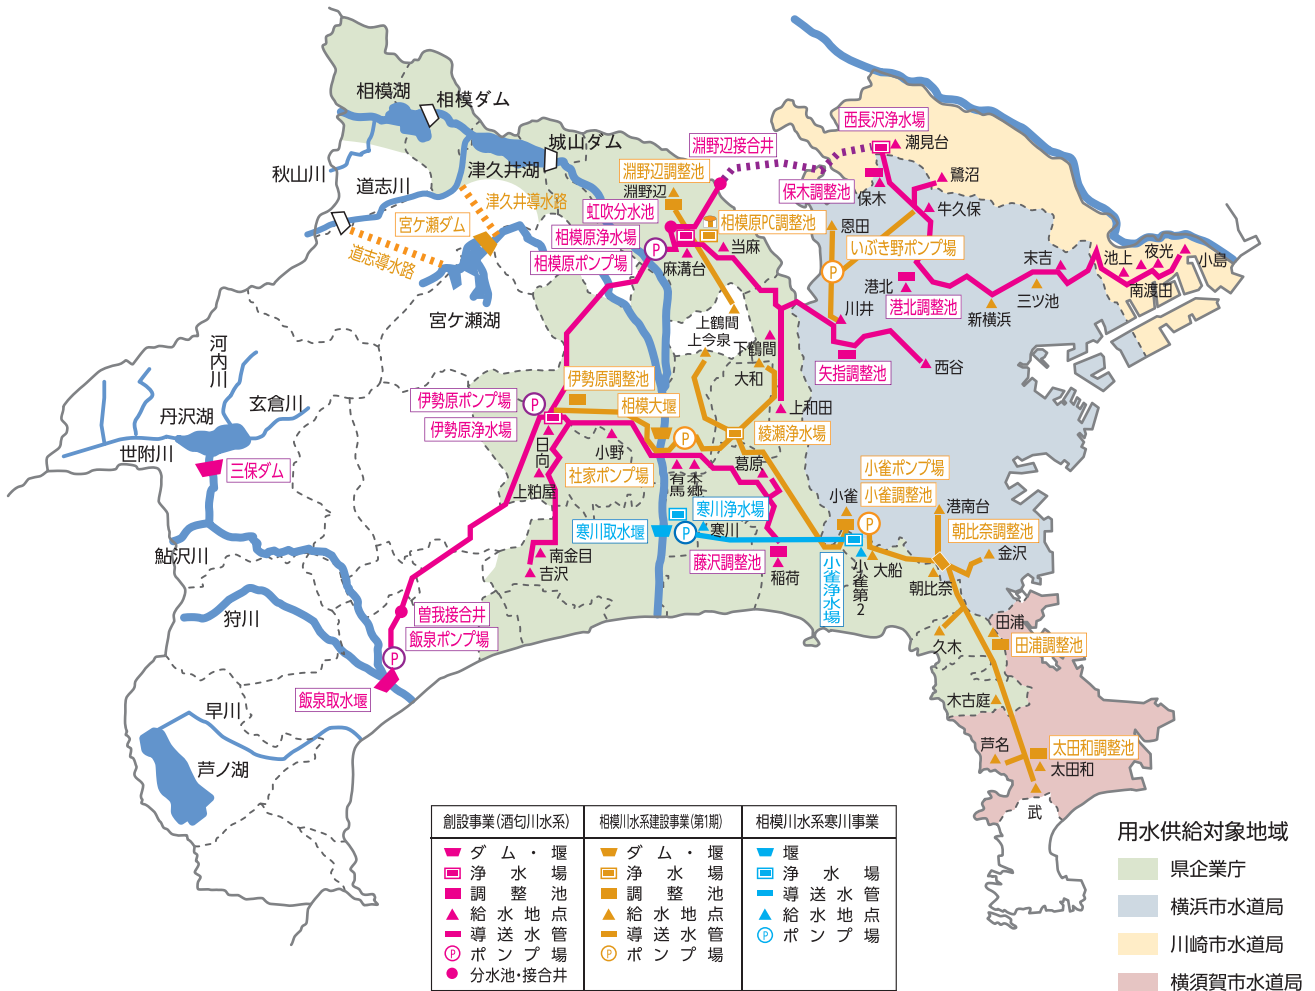 相模湖
相模ダム
城山ダム
津久井湖
秋山川
道志川
津久井導水路
宮ケ瀬ダム
道志導水路
宮ケ瀬湖
淵野辺接合井
西長沢浄水場
潮見台
鷺沼
保木調整池
保木
牛久保
淵野辺調整池
淵野辺
虹吹分水池
相模原PC調整池
相模原浄水場
相模原ポンプ場
麻溝台
当麻
恩田
いぶき野ポンプ場
P
P
港北
港北調整池
末吉
池上
夜光
小島
南渡田
三ツ池
新横浜
川井
上鶴間
上今泉
下鶴間
大和
矢指調整池
西谷
上和田
河内川
玄倉川
丹沢湖
世附川
三保ダム
鮎沢川
狩川
早川
芦ノ湖
伊勢原調整池
伊勢原ポンプ場
P
伊勢原浄水場
相模大堰
P
綾瀬浄水場
日向
小野
社家ポンプ場
有馬
本郷
葛原
上粕屋
寒川浄水場
寒川取水堰
P
寒川
南金目
吉沢
藤沢調整池
稲荷
小雀ポンプ場
小雀調整池
小雀
P
港南台
朝比奈調整池
金沢
小雀浄水場
小雀第2
大船
朝比奈
曽我接合井
飯泉ポンプ場
P
飯泉取水堰
久木
田浦
田浦調整池
木古庭
芦名
太田和調整池
太田和
武
創設事業(酒匂川水系)
ダム・堰
浄水場
調整池
給水地点
導送水管
P ポンプ場
分水池・接合井
相模川水系建設事業(第1期)
ダム・堰
浄水場
調整池
給水地点
導送水管
P ポンプ場
相模川水系寒川事業
堰
浄水場
導送水管
給水地点
P ポンプ場
用水供給対象地域
県企業庁
横浜市水道局
川崎市水道局
横須賀市水道局